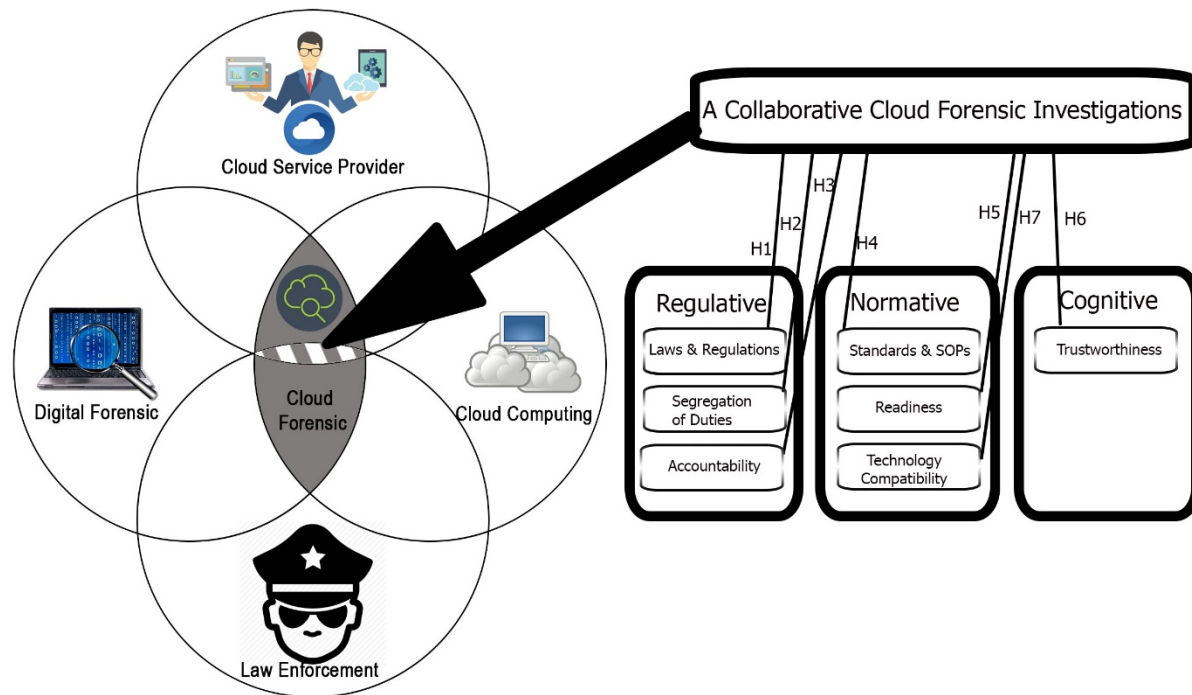 Cloud Service Provider
Digital Forensic
Cloud
Forensic
Cloud Computing
Law Enforcement
A Collaborative Cloud Forensic Investigations
H1
H2
H3
H4
H5
H7
H6
Regulative
Laws & Regulations
Segregation
of Duties
Accountability
Normative
Standards & SOPs
Readiness
Technology
Compatibility
Cognitive
Trustworthiness